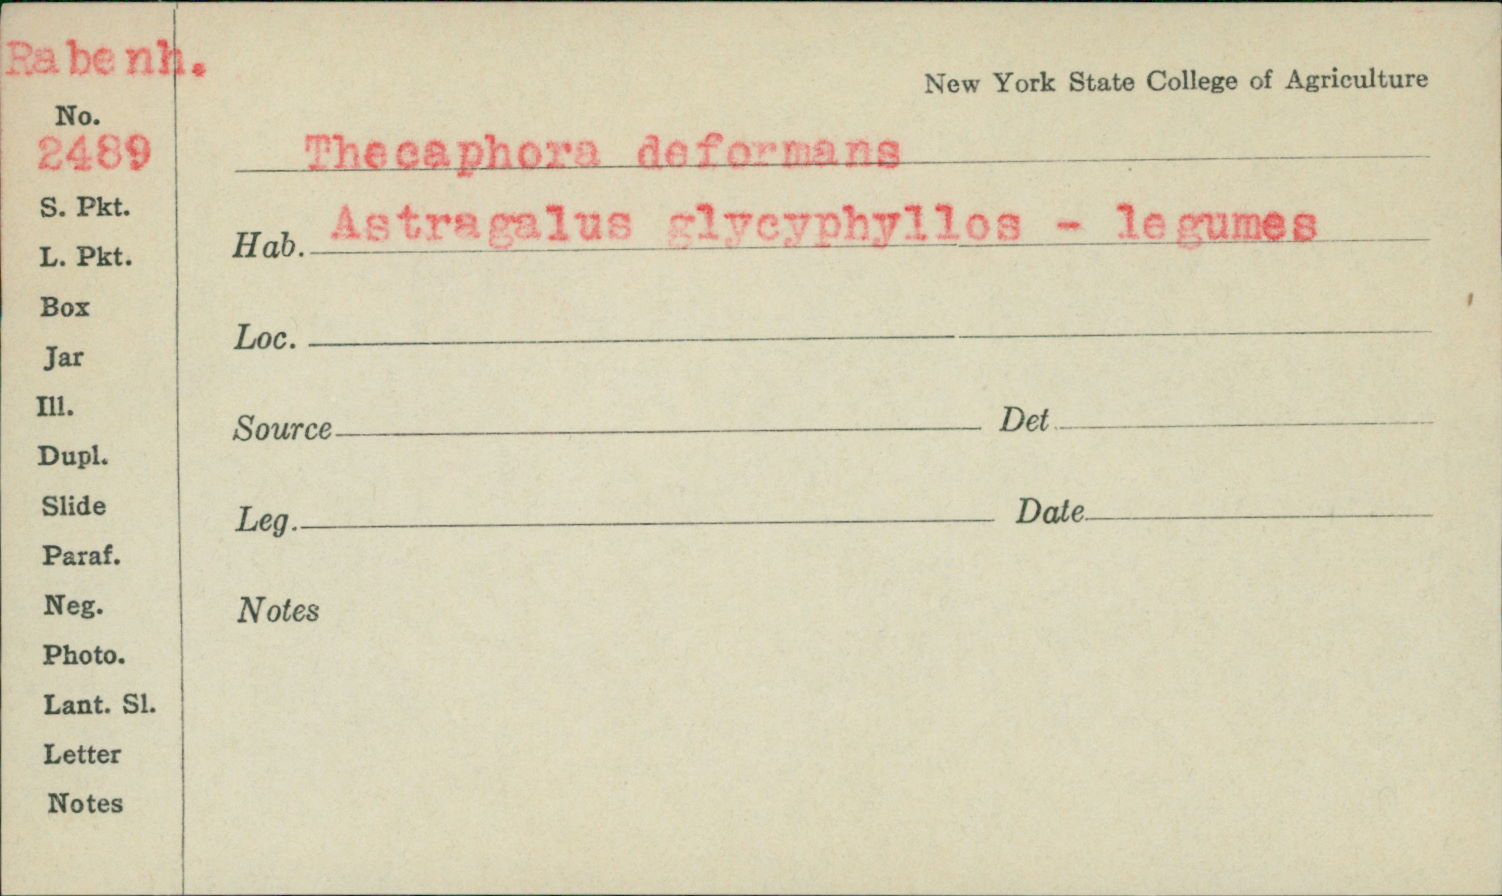 Rabenh.
New York State College of Agriculture
No.
2489
Thecaphora deformans
S. Pkt.
Hab. Astragalus glycyphyllos - legumes
L. Pkt.
Box
Loc.
Jar
Ill.
Source Det
Dupl.
Slide
Leg. Date
Paraf.
Neg.
Notes
Photo.
Lant. Sl.
Letter
Notes